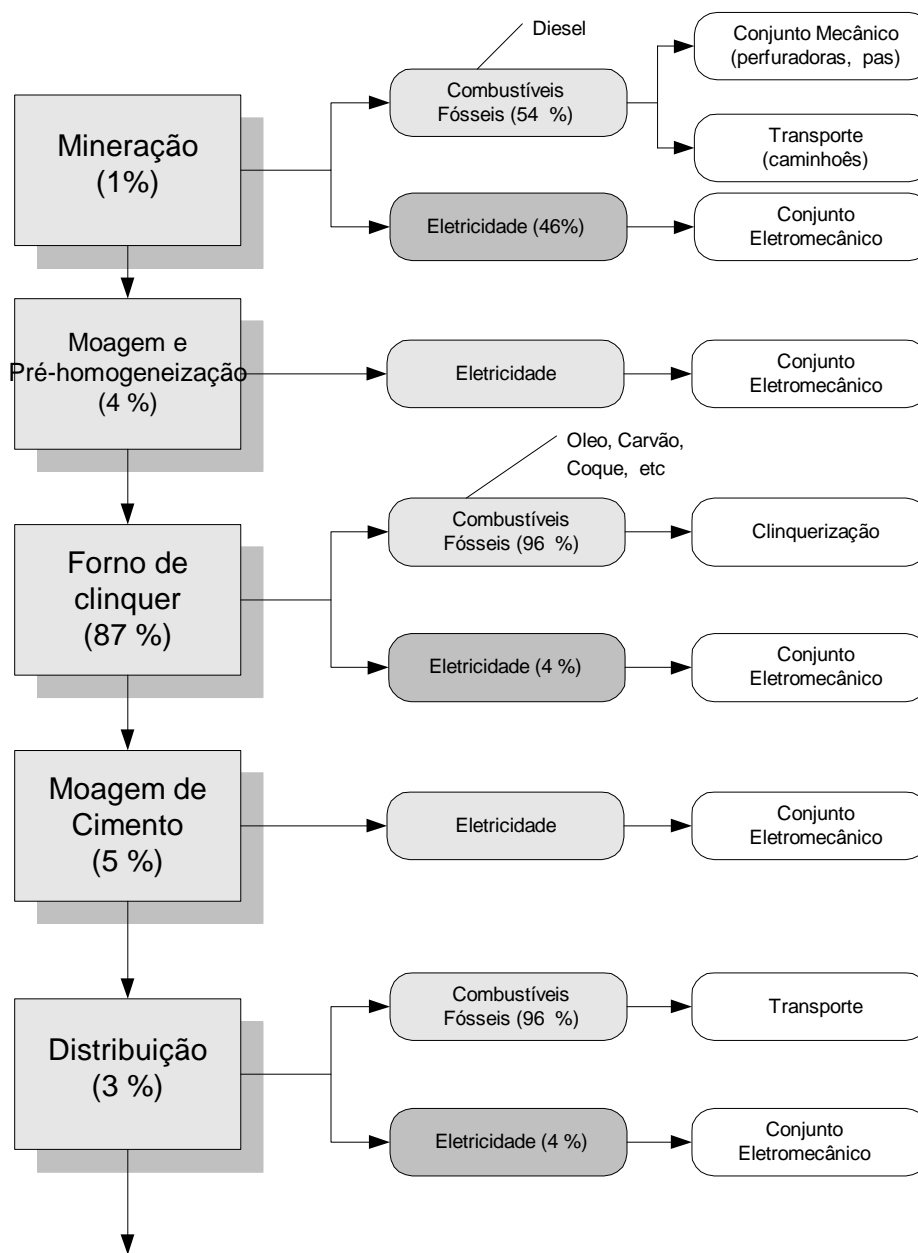 Diesel
Conjunto Mecânico
(perfuradoras, pas)
Combustíveis
Fósseis (54 %)
Mineração
(1%)
Transporte
(caminhoês)
Eletricidade (46%)
Conjunto
Eletromecânico
Moagem e
Pré-homogeneização
(4 %)
Eletricidade
Conjunto
Eletromecânico
Oleo, Carvão,
Coque, etc
Combustíveis
Fósseis (96 %)
Clinquerização
Forno de
clinquer
(87 %)
Eletricidade (4 %)
Conjunto
Eletromecânico
Moagem de
Cimento
(5 %)
Eletricidade
Conjunto
Eletromecânico
Combustíveis
Fósseis (96 %)
Transporte
Distribuição
(3 %)
Eletricidade (4 %)
Conjunto
Eletromecânico